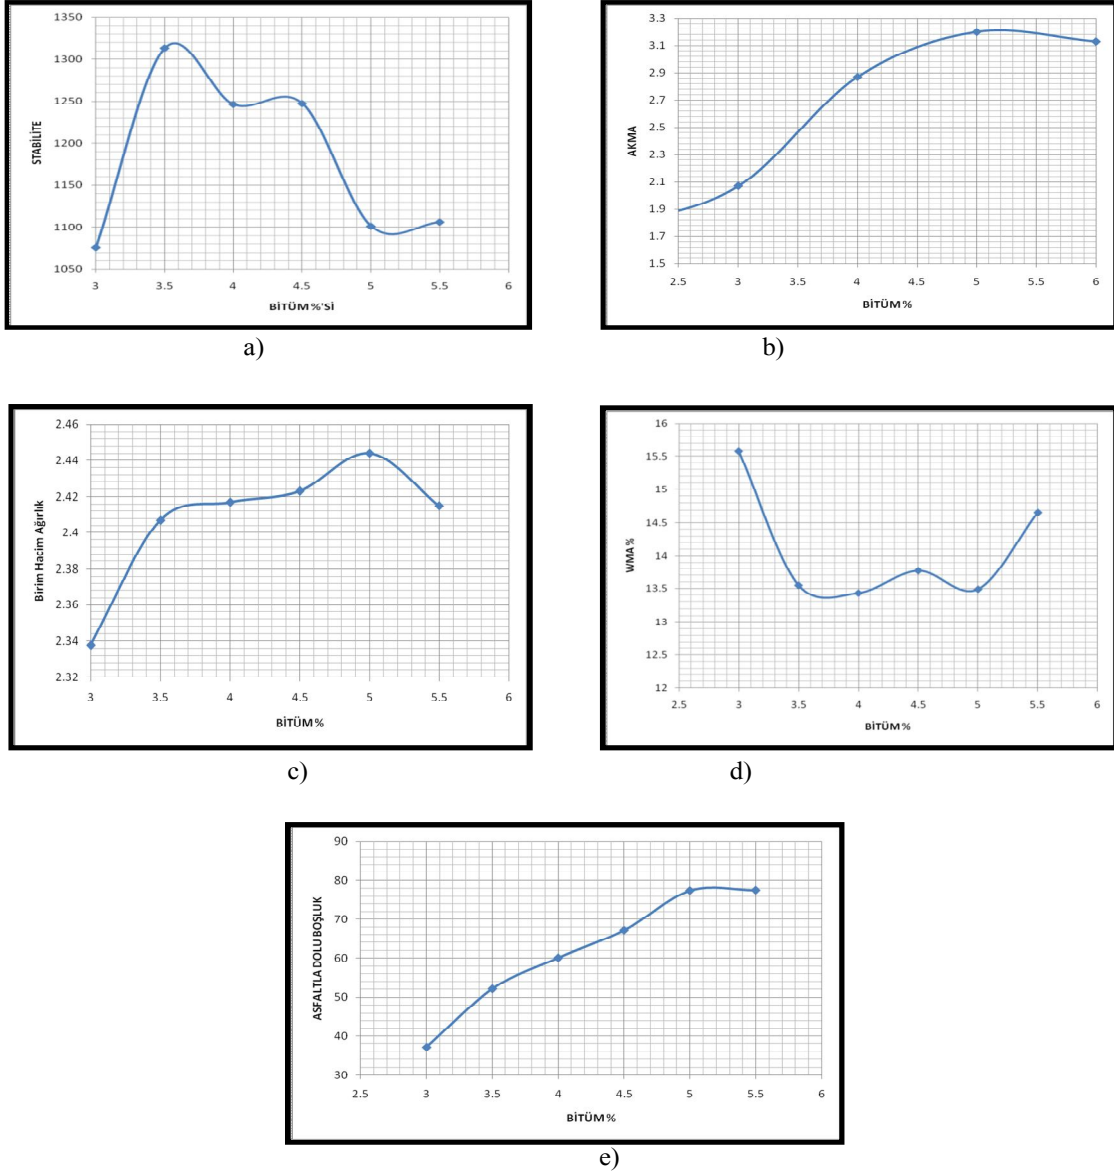 1350
1300
1250
1200
1150
1100
1050
STABİLİTE
3 3.5 4 4.5 5 5.5 6
BİTÜM %'Sİ
a)
3.3
3.1
2.9
2.7
2.5
2.3
2.1
1.9
1.7
1.5
AKMA
2.5 3 3.5 4 4.5 5 5.5 6
BİTÜM %
b)
2.46
2.44
2.42
2.4
2.38
2.36
2.34
2.32
Birim Hacim Ağırlık
3 3.5 4 4.5 5 5.5 6
BİTÜM %
c)
16
15.5
15
14.5
14
13.5
13
12.5
12
WMA %
2.5 3 3.5 4 4.5 5 5.5 6
BİTÜM %
d)
90
80
70
60
50
40
30
ASFALTLA DOLU BOŞLUK
2.5 3 3.5 4 4.5 5 5.5 6
BİTÜM %
e)